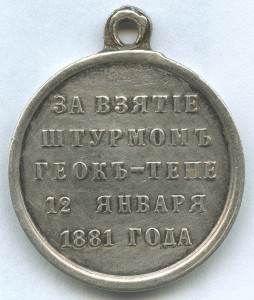 ЗА ВЗЯТІЕ
ШТУРМОМЪ
ГЕОКЪ-ТЕПЕ
12 ЯНВАРЯ
1881 ГОДА